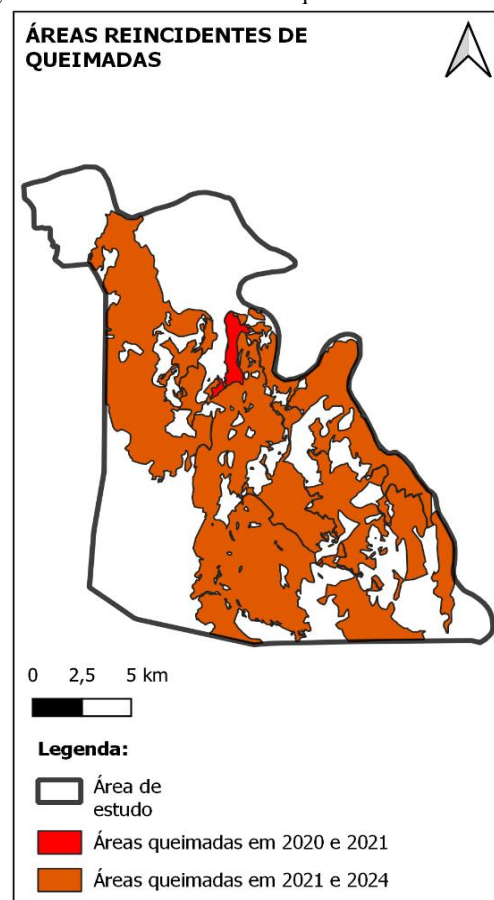 ÁREAS REINCIDENTES DE
QUEIMADAS
0 2,5 5 km
Legenda:
Área de
estudo
Áreas queimadas em 2020 e 2021
Áreas queimadas em 2021 e 2024